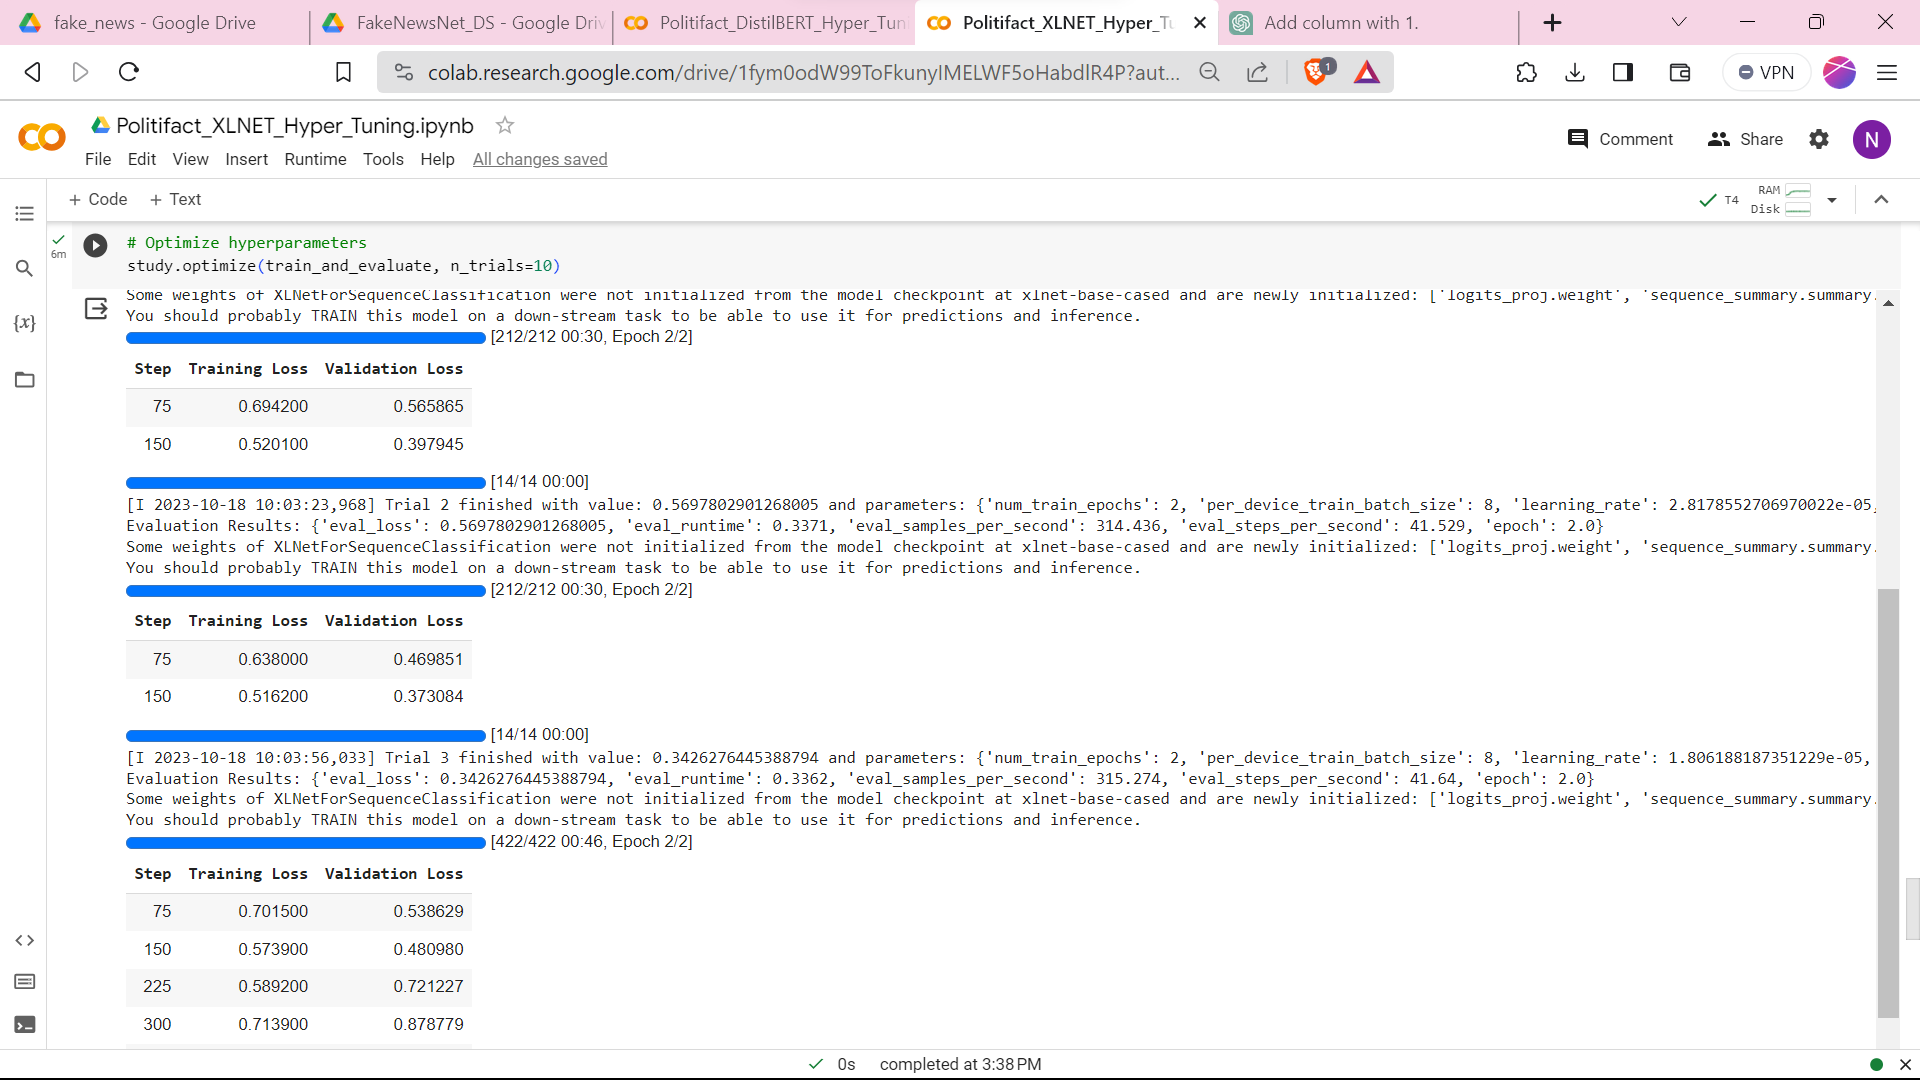 fake_news - Google Drive
FakeNewsNet_DS - Google Driv
Politifact_DistilBERT_Hyper_Tun
Politifact_XLNET_Hyper_Tu
Add column with 1.
colab.research.google.com/drive/1fym0odW99ToFkunyIMELWF5oHabdlR4P?aut...
1
VPN
Politifact_XLNET_Hyper_Tuning.ipynb
File Edit View Insert Runtime Tools Help All changes saved
Comment
Share
N
+ Code + Text
T4
RAM
Disk
6m
# Optimize hyperparameters
study.optimize(train_and_evaluate, n_trials=10)
Some weights of XLNetForSequenceClassification were not initialized from the model checkpoint at xlnet-base-cased and are newly initialized: ['logits_proj.weight', 'sequence_summary.summary.
You should probably TRAIN this model on a down-stream task to be able to use it for predictions and inference.
[212/212 00:30, Epoch 2/2]
Step Training Loss Validation Loss
75 0.694200 0.565865
150 0.520100 0.397945
[14/14 00:00]
[I 2023-10-18 10:03:23,968] Trial 2 finished with value: 0.5697802901268005 and parameters: {'num_train_epochs': 2, 'per_device_train_batch_size': 8, 'learning_rate': 2.8178552706970022e-05,
Evaluation Results: {'eval_loss': 0.5697802901268005, 'eval_runtime': 0.3371, 'eval_samples_per_second': 314.436, 'eval_steps_per_second': 41.529, 'epoch': 2.0}
Some weights of XLNetForSequenceClassification were not initialized from the model checkpoint at xlnet-base-cased and are newly initialized: ['logits_proj.weight', 'sequence_summary.summary.
You should probably TRAIN this model on a down-stream task to be able to use it for predictions and inference.
[212/212 00:30, Epoch 2/2]
Step Training Loss Validation Loss
75 0.638000 0.469851
150 0.516200 0.373084
[14/14 00:00]
[I 2023-10-18 10:03:56,033] Trial 3 finished with value: 0.3426276445388794 and parameters: {'num_train_epochs': 2, 'per_device_train_batch_size': 8, 'learning_rate': 1.806188187351229e-05,
Evaluation Results: {'eval_loss': 0.3426276445388794, 'eval_runtime': 0.3362, 'eval_samples_per_second': 315.274, 'eval_steps_per_second': 41.64, 'epoch': 2.0}
Some weights of XLNetForSequenceClassification were not initialized from the model checkpoint at xlnet-base-cased and are newly initialized: ['logits_proj.weight', 'sequence_summary.summary.
You should probably TRAIN this model on a down-stream task to be able to use it for predictions and inference.
[422/422 00:46, Epoch 2/2]
Step Training Loss Validation Loss
75 0.701500 0.538629
150 0.573900 0.480980
225 0.589200 0.721227
300 0.713900 0.878779
0s completed at 3:38 PM